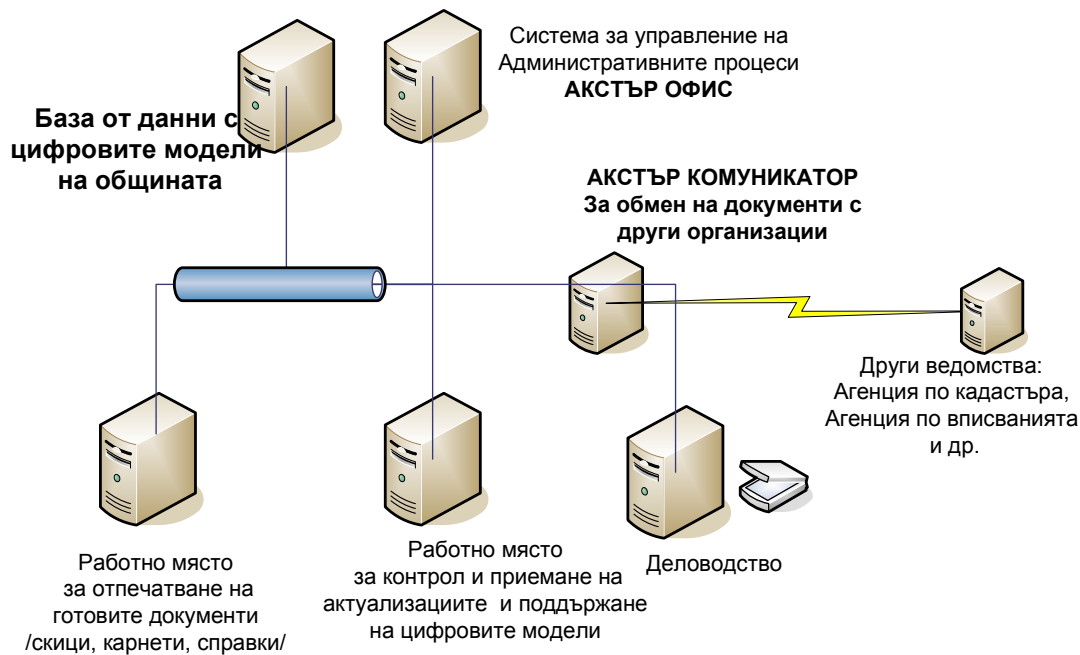 Система за управление на
Административните процеси
АКСТЪР ОФИС
База от данни с
цифровите модели
на общината
АКСТЪР КОМУНИКАТОР
За обмен на документи с
други организации
Други ведомства:
Агенция по кадастъра,
Агенция по вписванията
и др.
Работно място
за отпечатване на
готовите документи
/скици, карнети, справки/
Работно място
за контрол и приемане на
актуализациите и поддържане
на цифровите модели
Деловодство